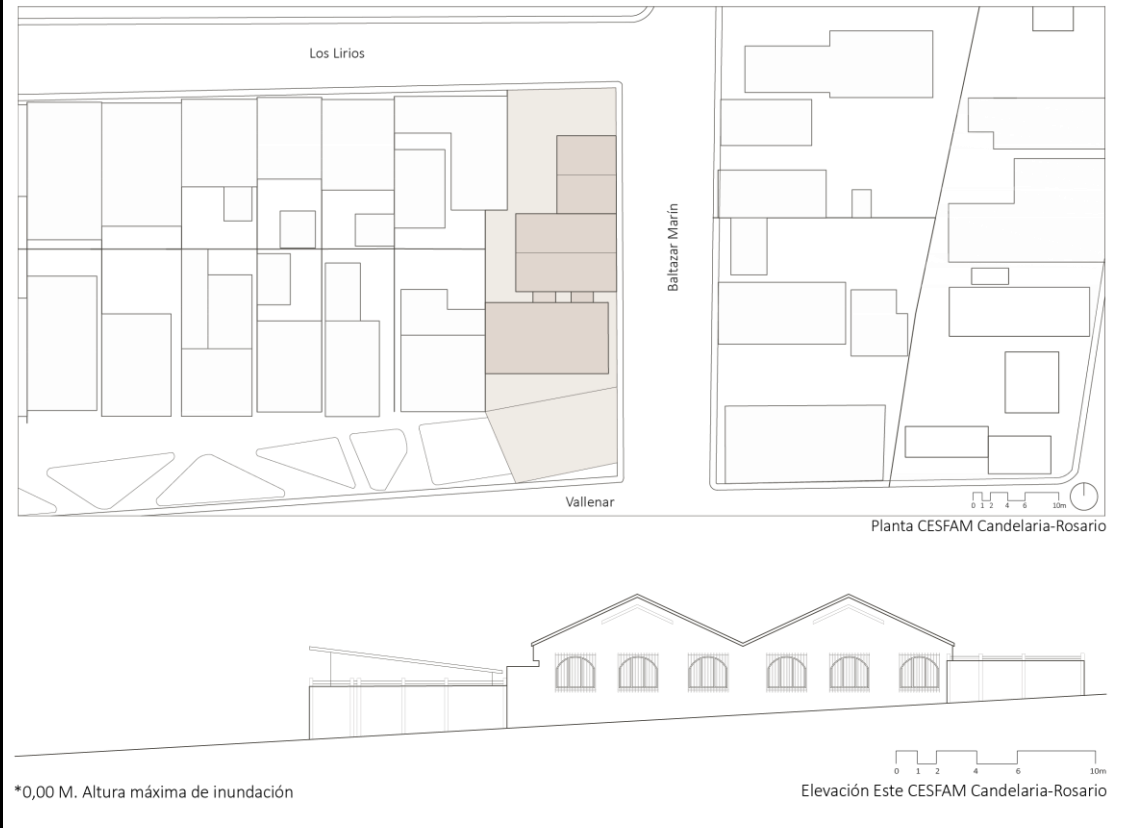 Los Lirios
Baltazar Marín
Vallenar
0 1 2 4 6 10m
Planta CESFAM Candelaria-Rosario
0 1 2 4 6 10m
*0,00 M. Altura máxima de inundación
Elevación Este CESFAM Candelaria-Rosario